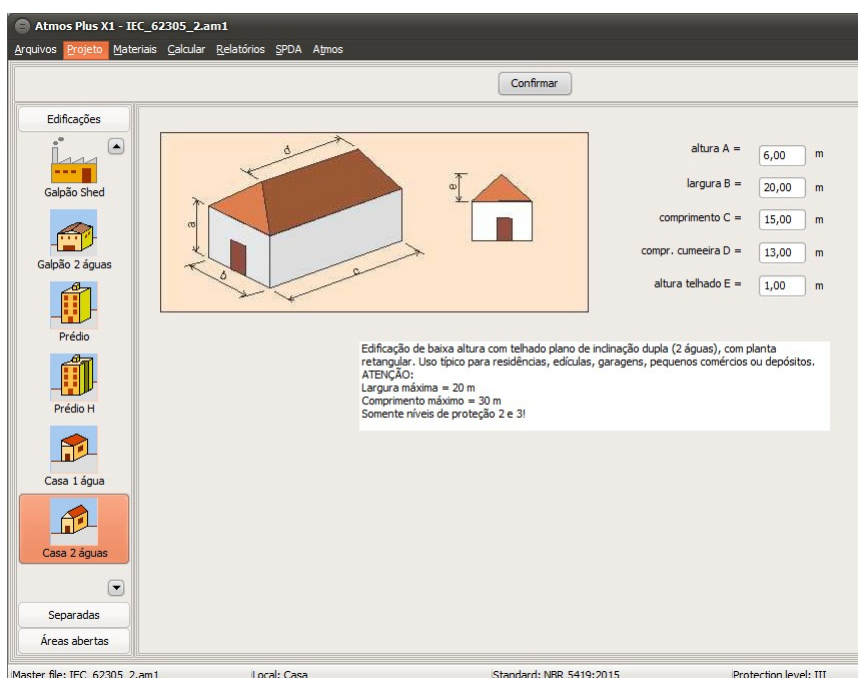 Atmos Plus X1 - IEC_62305_2.am1
Arquivos Projeto Materiais Calcular Relatórios SPDA Atmos
Confirmar
Edificações
Galpão Shed
Galpão 2 águas
Prédio
Prédio H
Casa 1 água
Casa 2 águas
Separadas
Áreas abertas
d
a
b
c
e
altura A = 6,00 m
largura B = 20,00 m
comprimento C = 15,00 m
compr. cumeeira D = 13,00 m
altura telhado E = 1,00 m
Edificação de baixa altura com telhado plano de inclinação dupla (2 águas), com planta
retangular. Uso típico para residências, edículas, garagens, pequenos comércios ou depósitos.
ATENÇÃO:
Largura máxima = 20 m
Comprimento máximo = 30 m
Somente níveis de proteção 2 e 3!
Master file: IEC_62305_2.am1 Local: Casa Standard: NBR 5419:2015 Protection level: III